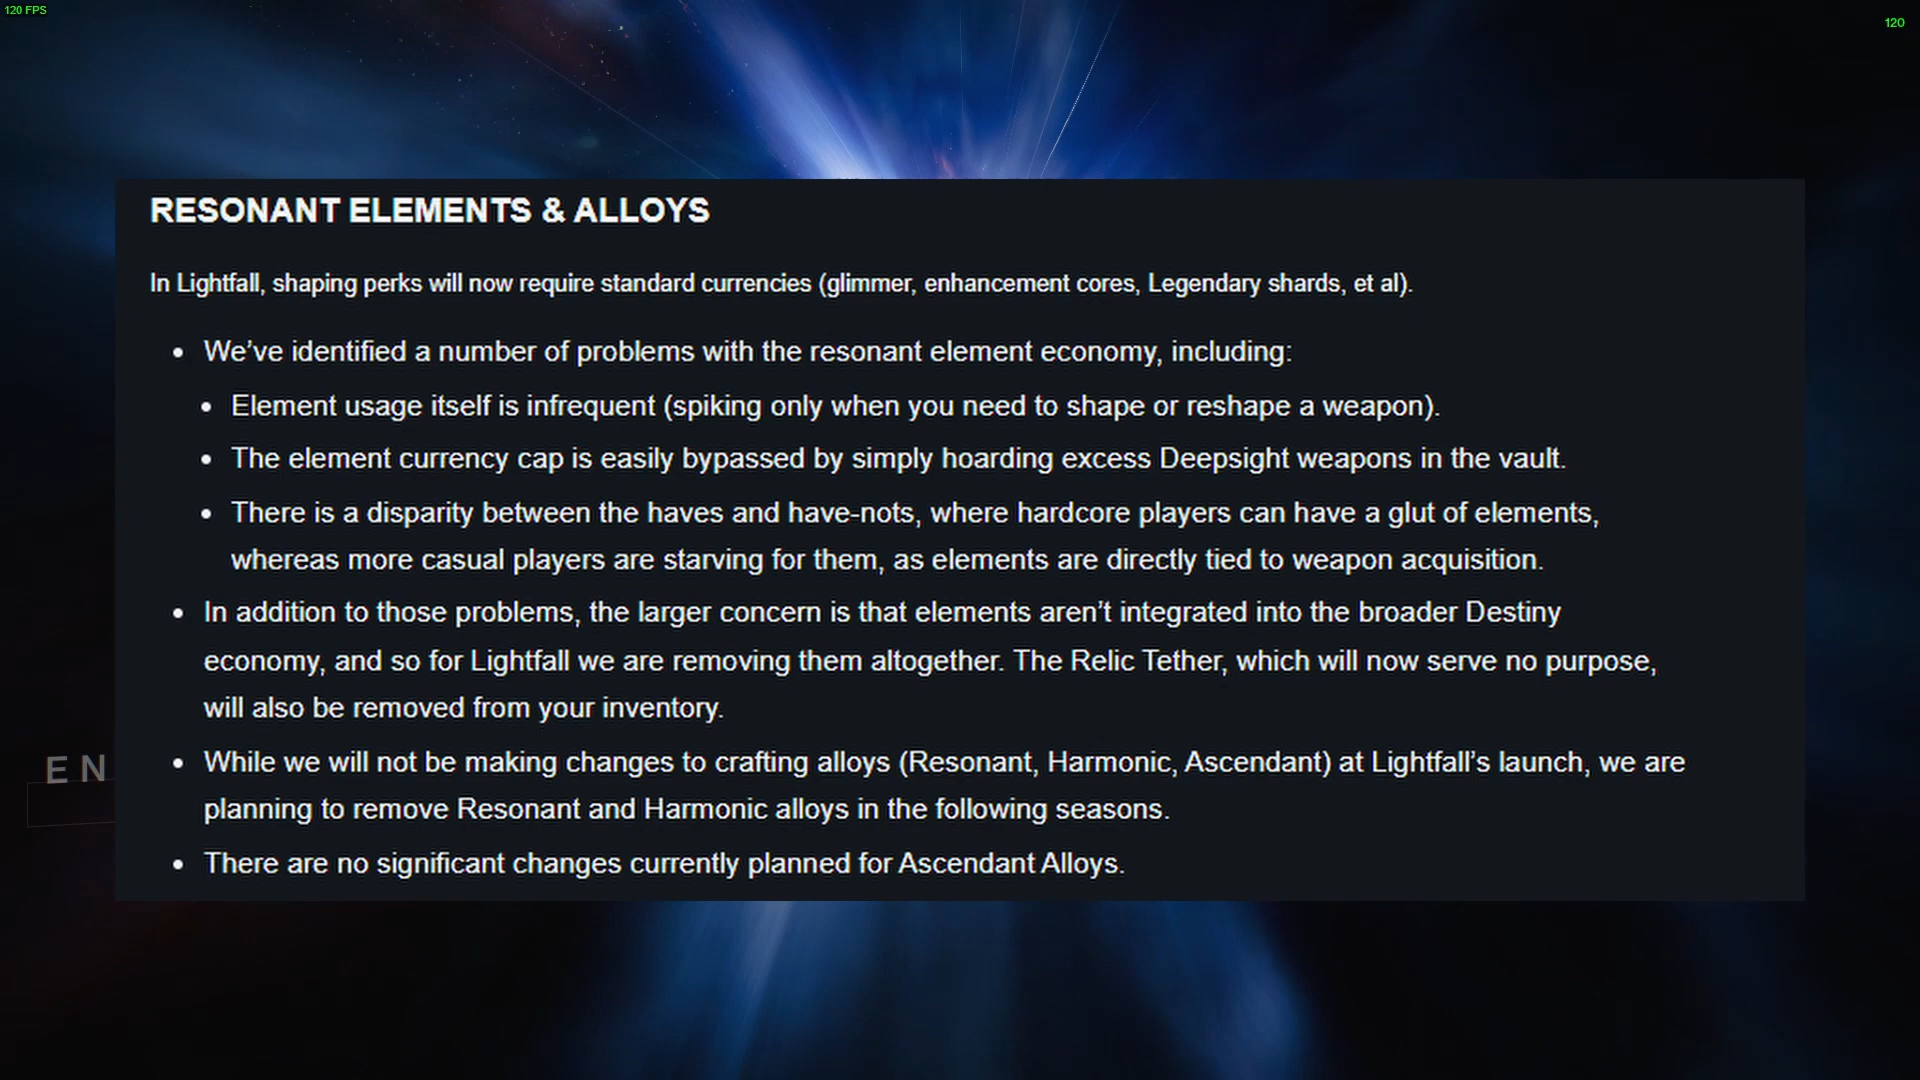 120 FPS
120
RESONANT ELEMENTS & ALLOYS
In Lightfall, shaping perks will now require standard currencies (glimmer, enhancement cores, Legendary shards, et al).
• We’ve identified a number of problems with the resonant element economy, including:
• Element usage itself is infrequent (spiking only when you need to shape or reshape a weapon).
• The element currency cap is easily bypassed by simply hoarding excess Deepsight weapons in the vault.
• There is a disparity between the haves and have-nots, where hardcore players can have a glut of elements,
whereas more casual players are starving for them, as elements are directly tied to weapon acquisition.
• In addition to those problems, the larger concern is that elements aren’t integrated into the broader Destiny
economy, and so for Lightfall we are removing them altogether. The Relic Tether, which will now serve no purpose,
will also be removed from your inventory.
EN
• While we will not be making changes to crafting alloys (Resonant, Harmonic, Ascendant) at Lightfall’s launch, we are
planning to remove Resonant and Harmonic alloys in the following seasons.
• There are no significant changes currently planned for Ascendant Alloys.